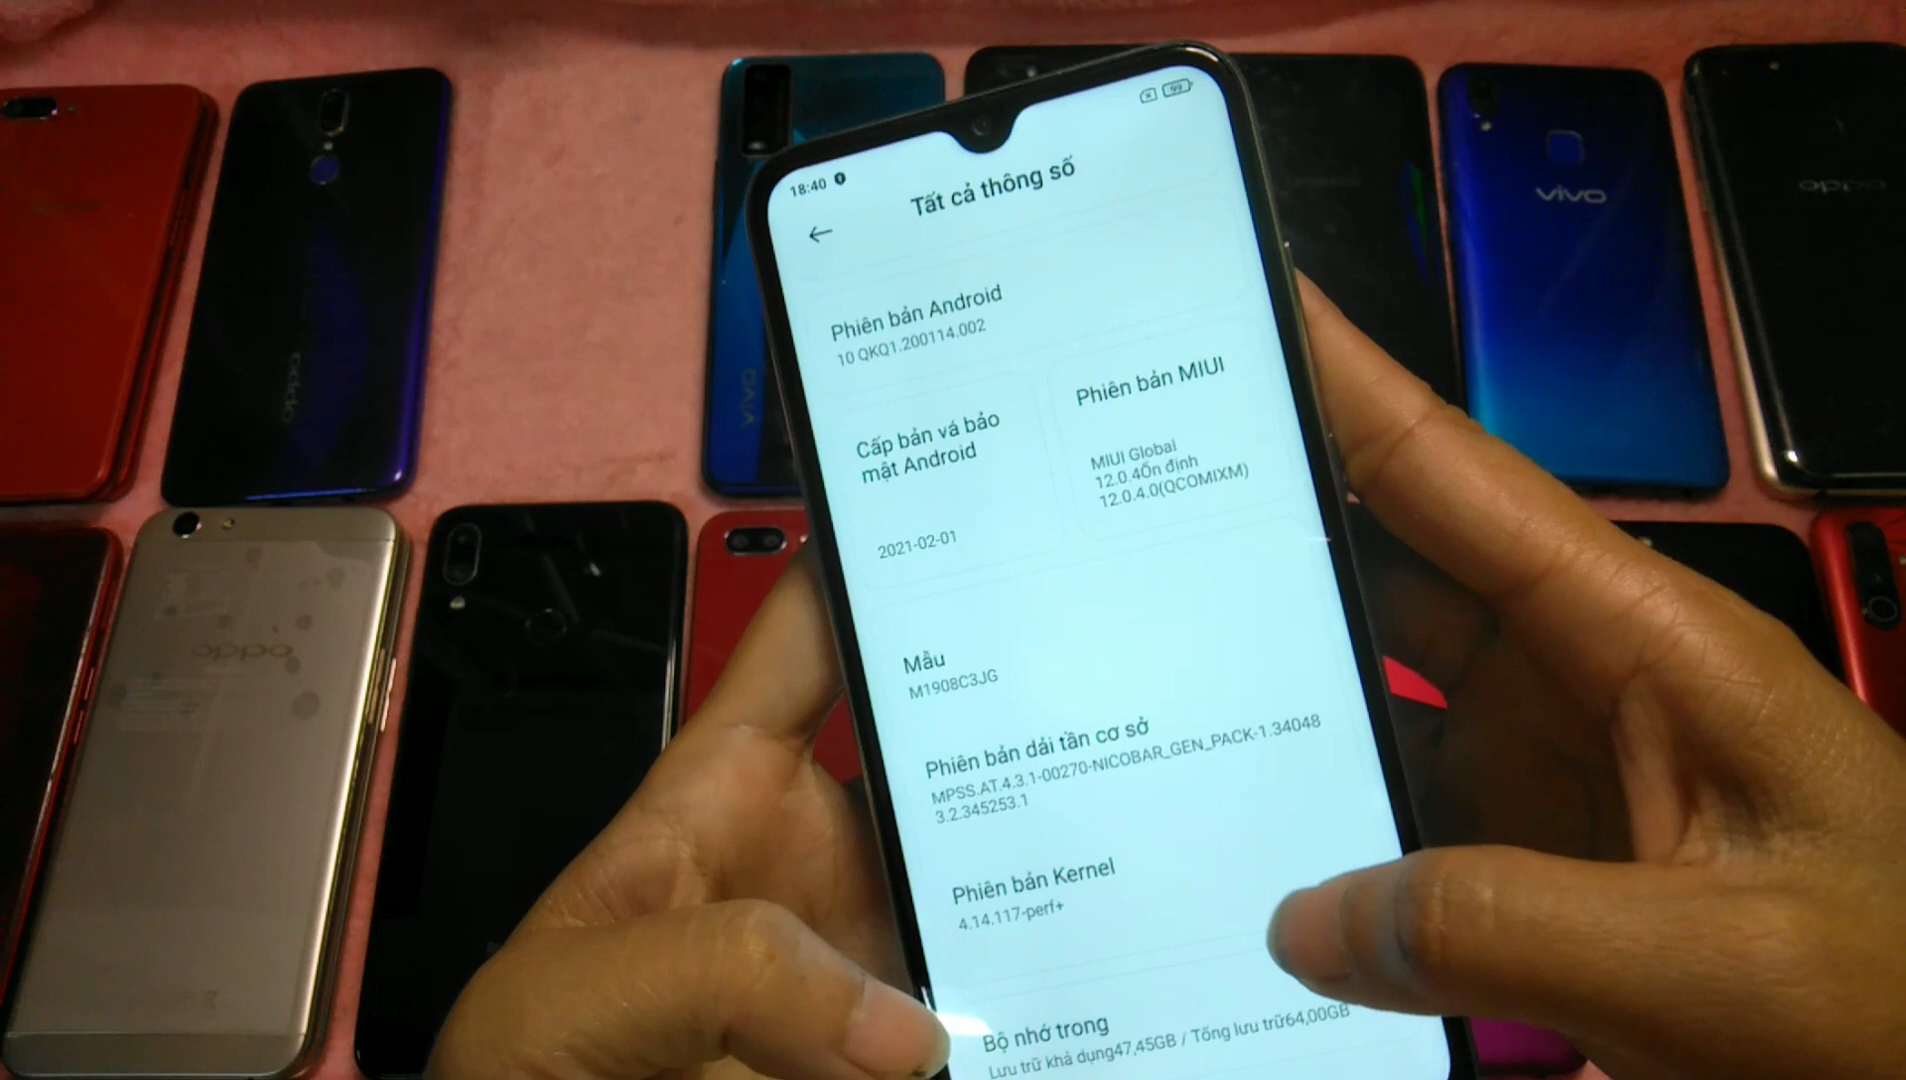 18:40
99
Tất cả thông số
Phiên bản Android
10 QKQ1.200114.002
Cấp bản vá bảo
mật Android
2021-02-01
Phiên bản MIUI
MIUI Global
12.0.4Ổn định
12.0.4.0(QCOMIXM)
Mẫu
M1908C3JG
Phiên bản dải tần cơ sở
MPSS.AT.4.3.1-00270-NICOBAR_GEN_PACK-1.34048
3.2.345253.1
Phiên bản Kernel
4.14.117-perf+
Bộ nhớ trong
Lưu trữ khả dụng47,45GB / Tổng lưu trữ64,00GB
oppo
vivo
vivo
oppo
oppo